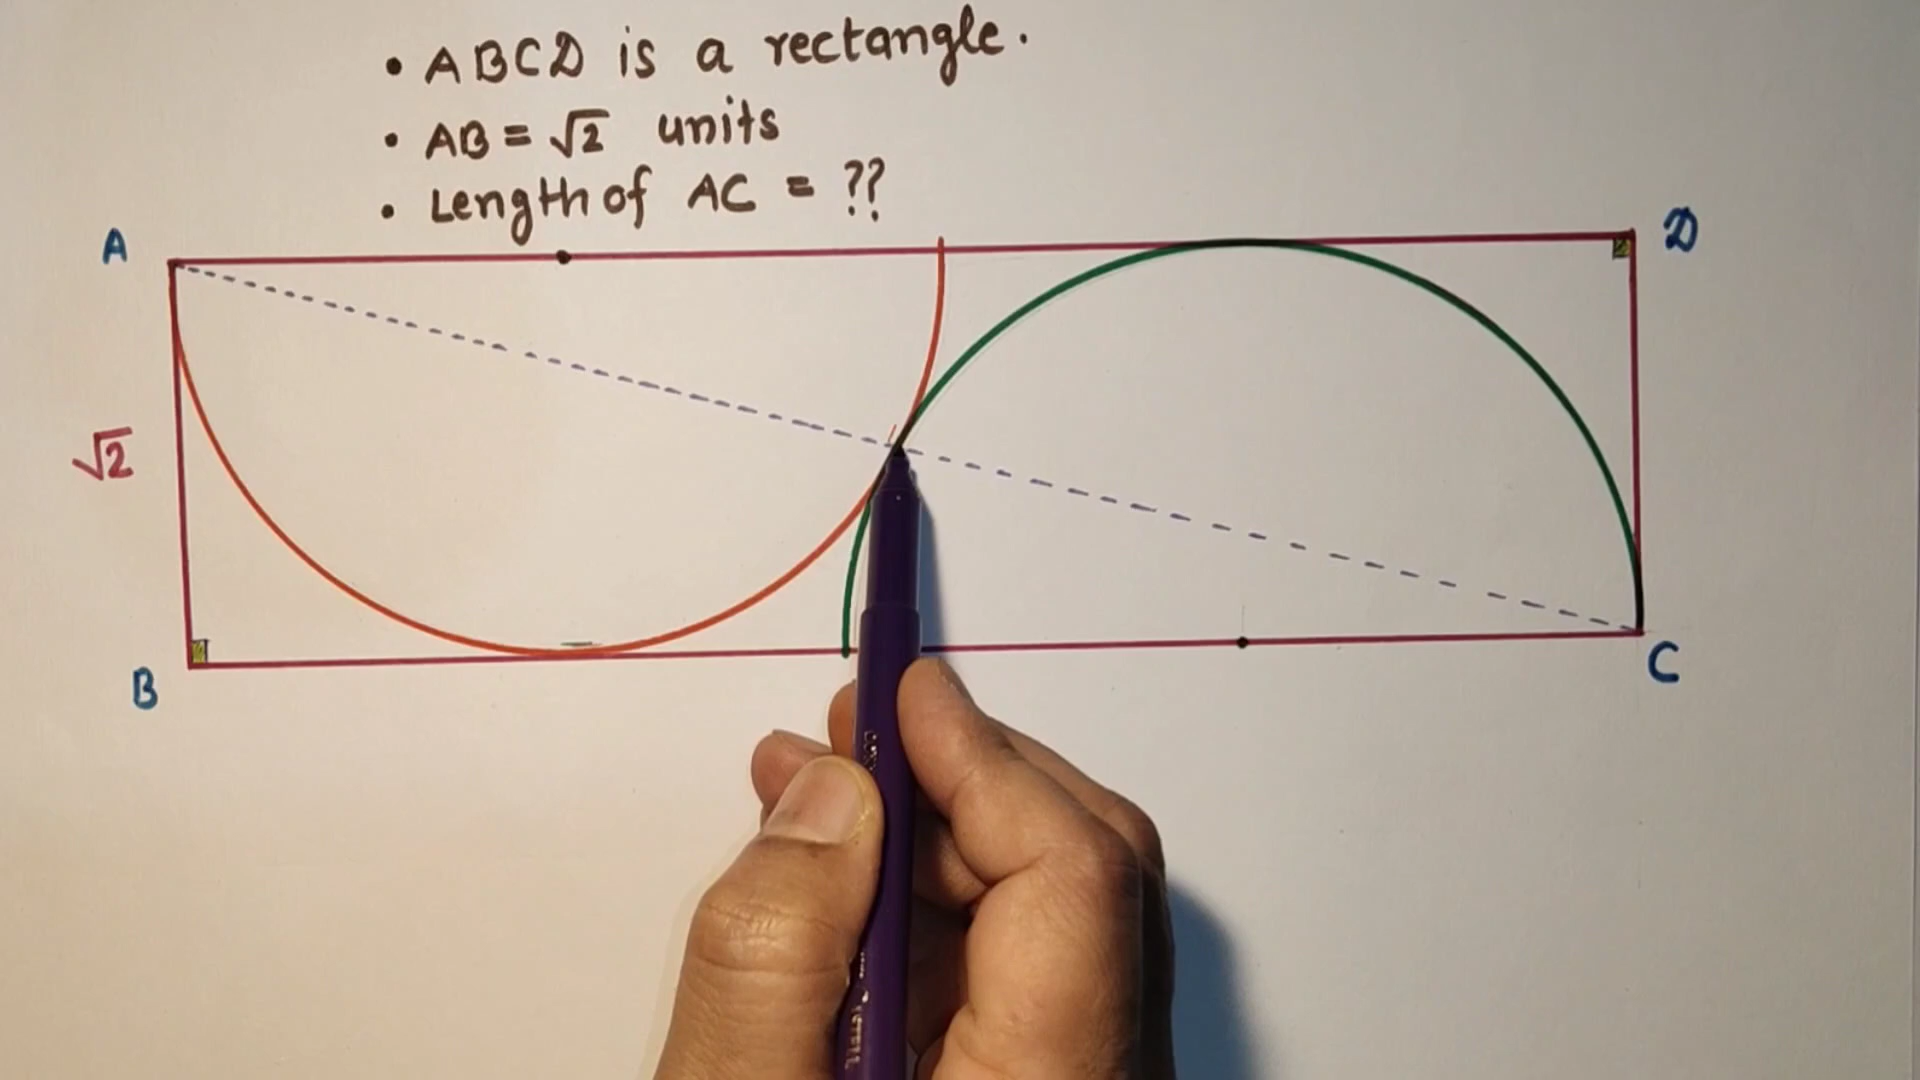 • ABCD is a rectangle.
• AB = √2 units
• Length of AC = ??
A
D
√2
B
C